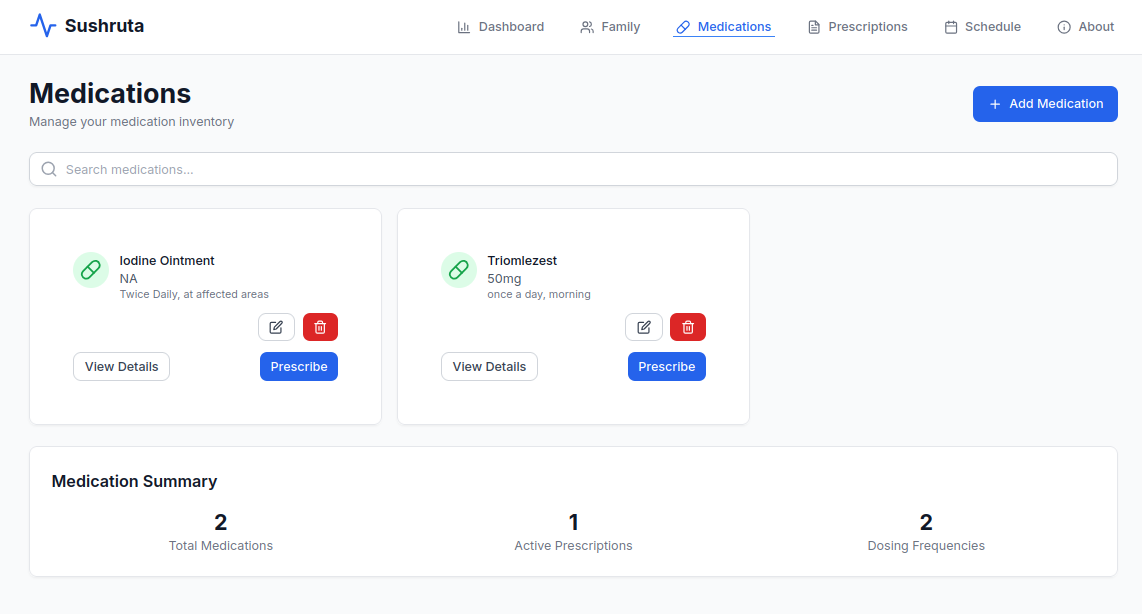 Sushruta
Dashboard
Family
Medications
Prescriptions
Schedule
About
Medications
Manage your medication inventory
Add Medication
Search medications...
Iodine Ointment
NA
Twice Daily, at affected areas
View Details
Prescribe
Triomlezest
50mg
once a day, morning
View Details
Prescribe
Medication Summary
2
Total Medications
1
Active Prescriptions
2
Dosing Frequencies